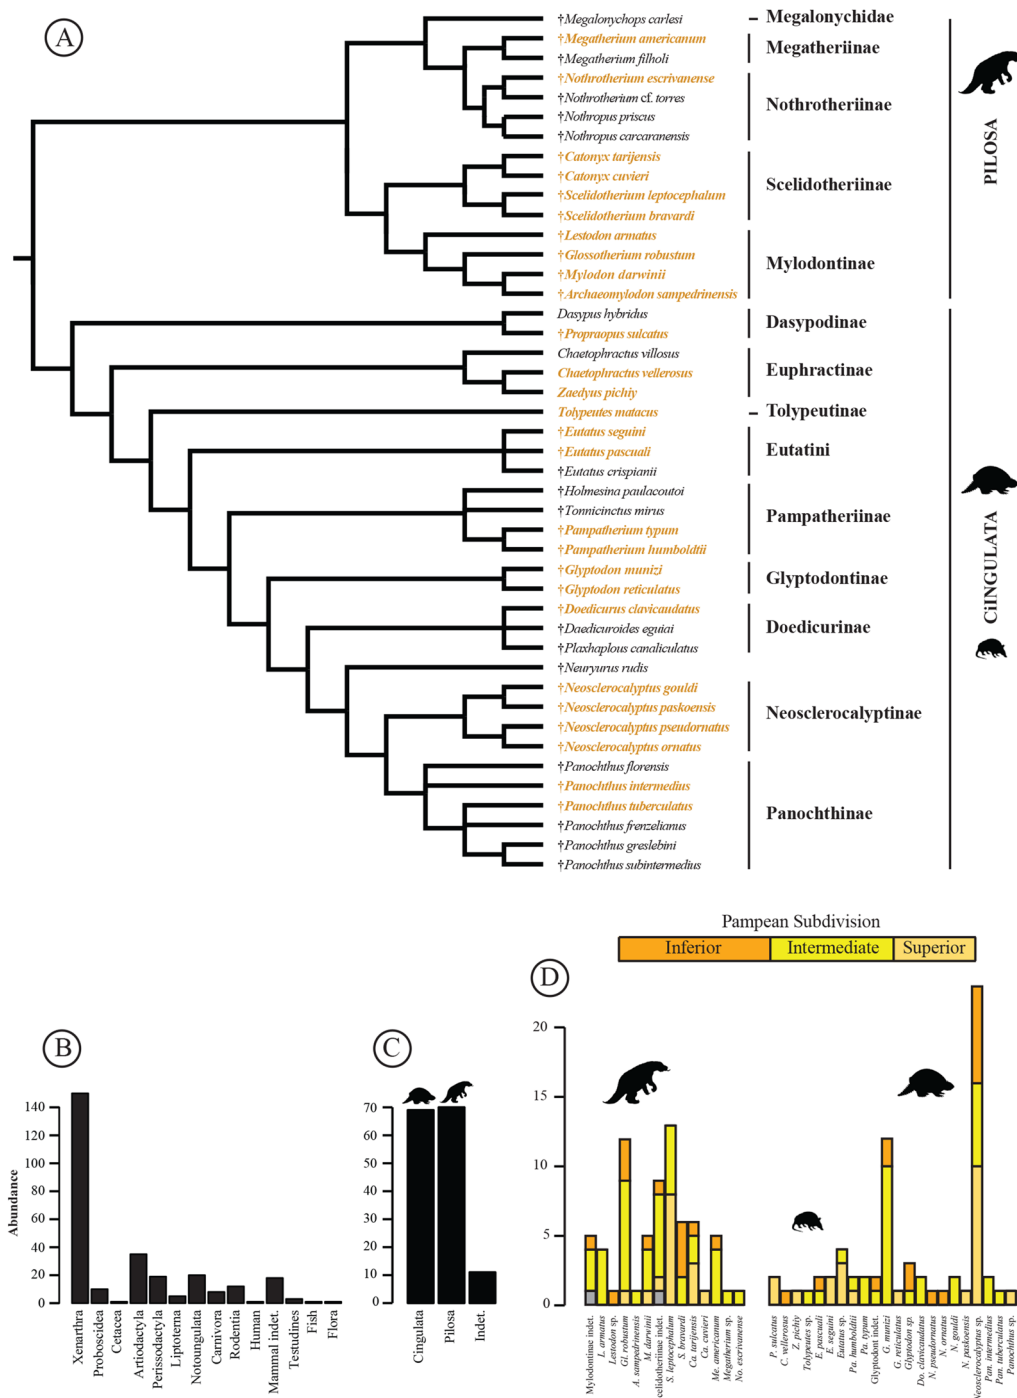 A
†Megalonychops carlesi
Megalonychidae
†Megatherium americanum
Megatheriinae
†Megatherium filholi
†Nothrotherium escrivanense
†Nothrotherium cf. torres
Nothrotheriinae
†Nothropus priscus
†Nothropus carcaranensis
PILOSA
†Catonyx tarijensis
†Catonyx cuvieri
Scelidotheriinae
†Scelidotherium leptocephalum
†Scelidotherium bravardi
†Lestodon armatus
†Glossotherium robustum
Mylodontinae
†Mylodon darwinii
†Archaeomylodon sampedrinensis
Dasypus hybridus
Dasypodinae
†Propraopus sulcatus
Chaetophractus villosus
Euphractinae
Chaetophractus vellerosus
Zaedyus pichiy
Tolypeutes matacus
Tolypeutinae
†Eutatus seguini
†Eutatus pascuali
Eutatini
†Eutatus crispianii
†Holmesina paulacoutoi
†Tonnicinctus mirus
Pampatheriinae
†Pampatherium typum
†Pampatherium humboldtii
CiINGULATA
†Glyptodon munizi
Glyptodontinae
†Glyptodon reticulatus
†Doedicurus clavicaudatus
†Daedicuroides eguiai
Doedicurinae
†Plaxhaplous canaliculatus
†Neuryurus rudis
†Neosclerocalyptus gouldi
†Neosclerocalyptus paskoensis
Neosclerocalyptinae
†Neosclerocalyptus pseudornatus
†Neosclerocalyptus ornatus
†Panochthus florensis
†Panochthus intermedius
†Panochthus tuberculatus
Panochthinae
†Panochthus frenzelianus
†Panochthus greslebini
†Panochthus subintermedius
B
Abundance
140
120
100
80
60
40
20
0
Xenarthra
Proboscidea
Cetacea
Artiodactyla
Perissodactyla
Liptoterna
Notoungulata
Carnivora
Rodentia
Human
Mammal indet.
Testudines
Fish
Flora
C
70
60
50
40
30
20
10
0
Cingulata
Pilosa
Indet.
Pampean Subdivision
Inferior Intermediate Superior
D
20
15
10
5
0
Mylodontinae indet.
L. armatus
Lestodon sp.
Gl. robustum
A. sampedrinensis
M. darwinii
celidotheriinae indet.
S. leptocephalum
S. bravardi
Ca. tarijensis
Ca. cuvieri
Me. americanum
Megatherium sp.
No. escrivanense
P. sulcatus
C. vellerosus
Z. pichiy
Tolypeutes sp.
E. pascuali
E. seguini
Eutatus sp.
Pa. humboldtii
Pa. typum
Glyptodont indet.
G. munizi
G. reticulatus
Glyptodon sp.
Do. clavicaudatus
N. pseudornatus
N. ornatus
N. gouldi
N. paskoensis
Neosclerocalyptus sp.
Pan. intermedius
Pan. tuberculatus
Panochthus sp.